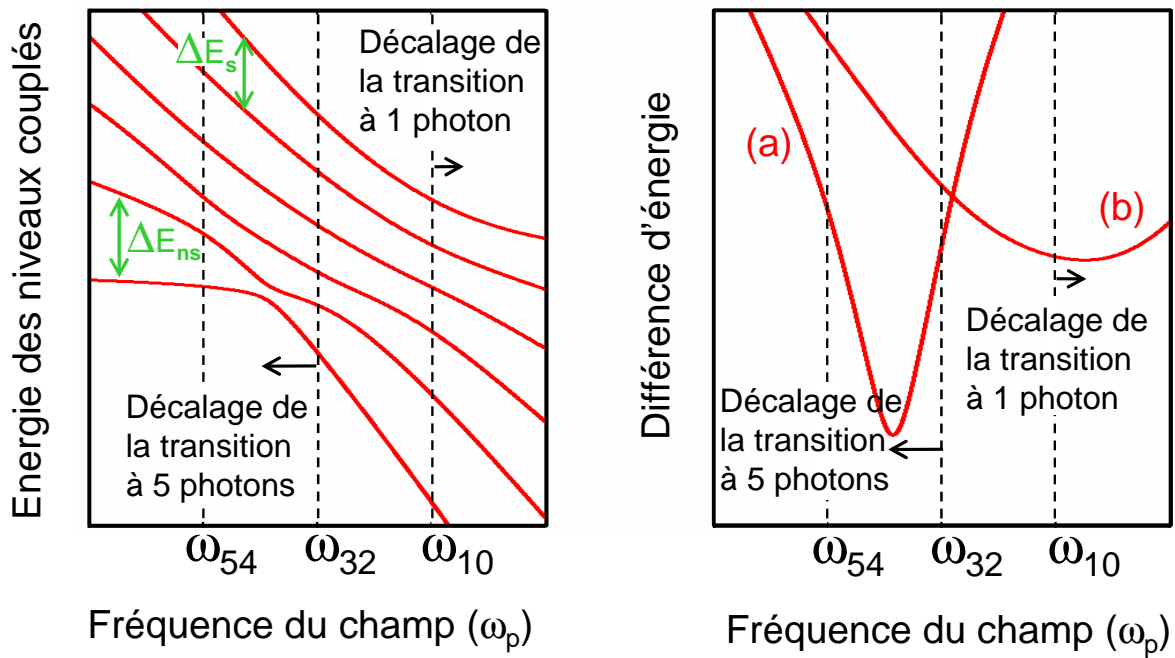 Energie des niveaux couplés
ΔEs
Décalage de
la transition
à 1 photon
ΔEns
Décalage de
la transition
à 5 photons
ω54
ω32
ω10
Fréquence du champ (ωp)
Différence d'énergie
(a)
(b)
Décalage de
la transition
à 1 photon
Décalage de
la transition
à 5 photons
ω54
ω32
ω10
Fréquence du champ (ωp)